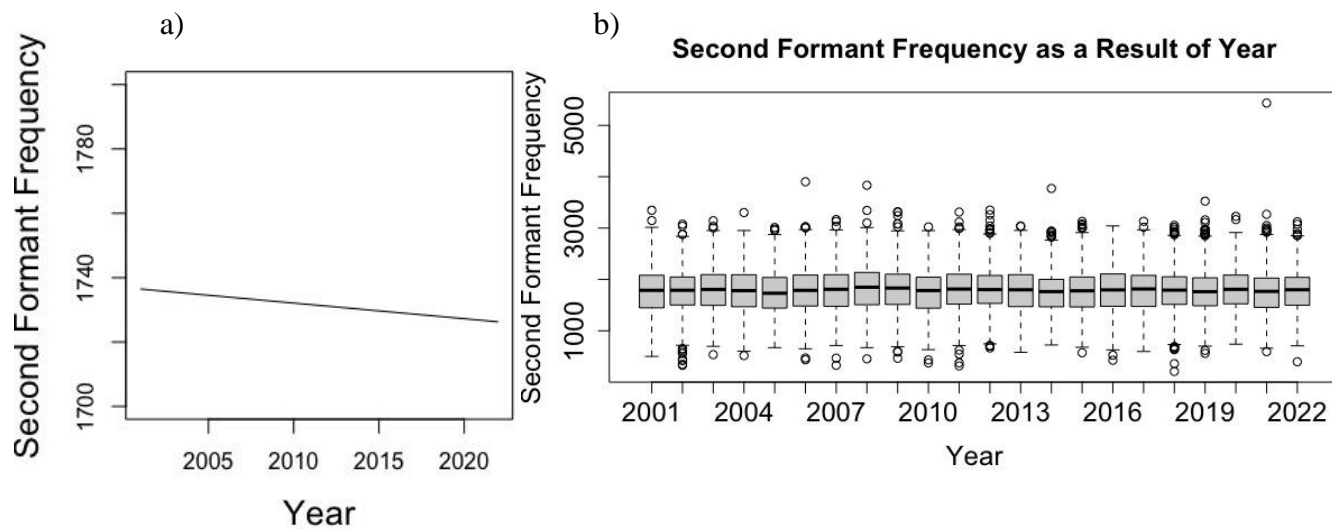 a)
Second Formant Frequency
1780
1740
1700
2005 2010 2015 2020
Year
b)
Second Formant Frequency as a Result of Year
Second Formant Frequency
5000
3000
1000
2001 2004 2007 2010 2013 2016 2019 2022
Year